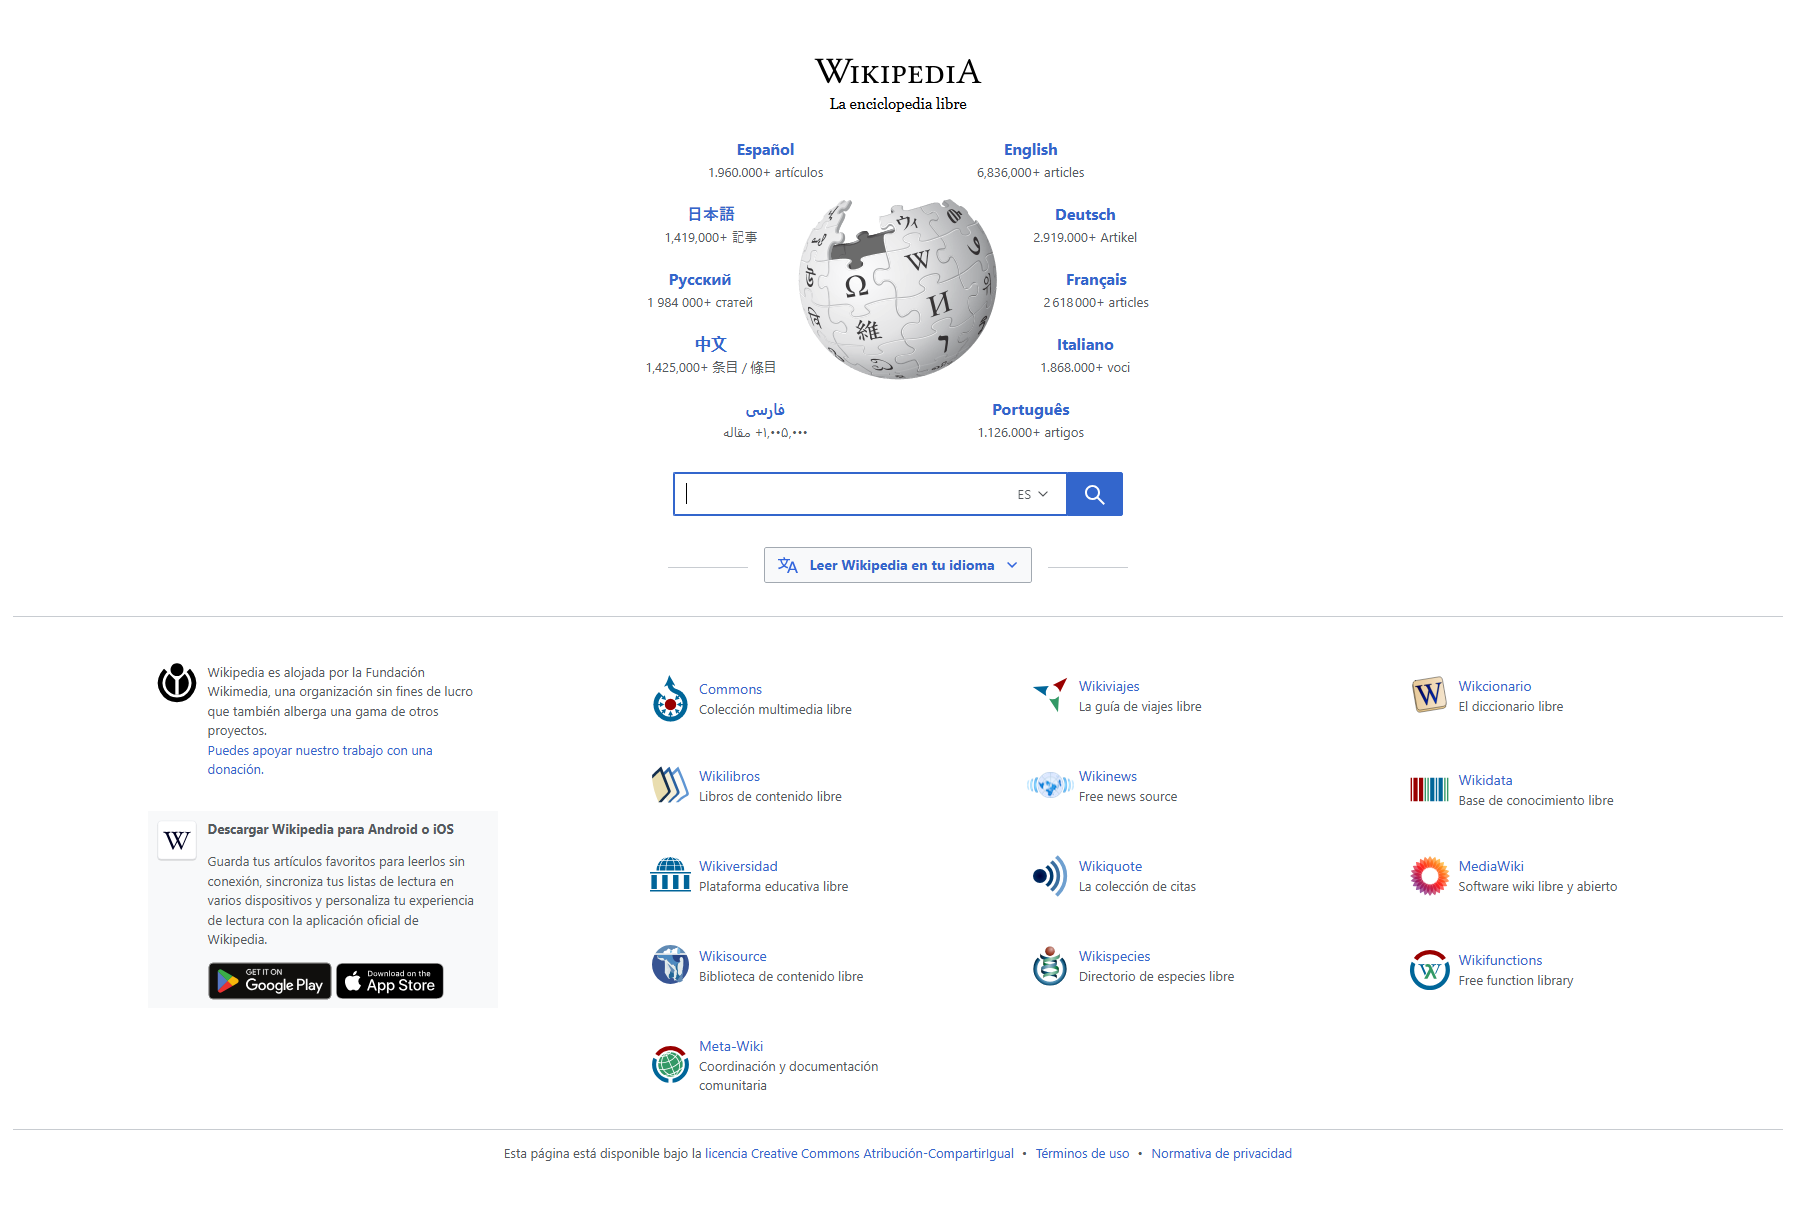 WIKIPEDIA
La enciclopedia libre
Español
1.960.000+ artículos
English
6,836,000+ articles
日本語
1,419,000+ 記事
Deutsch
2.919.000+ Artikel
Русский
1 984 000+ статей
Français
2 618 000+ articles
中文
1,425,000+ 条目 / 條目
Italiano
1.868.000+ voci
فارسی
۱٬۰۰۵٬۰۰۰+ مقاله
Português
1.126.000+ artigos
Ω
W
И
維
ウィ
ES
Leer Wikipedia en tu idioma
Wikipedia es alojada por la Fundación
Wikimedia, una organización sin fines de lucro
que también alberga una gama de otros
proyectos.
Puedes apoyar nuestro trabajo con una
donación.
W
Descargar Wikipedia para Android o iOS
Guarda tus artículos favoritos para leerlos sin
conexión, sincroniza tus listas de lectura en
varios dispositivos y personaliza tu experiencia
de lectura con la aplicación oficial de
Wikipedia.
GET IT ON
Google Play
Download on the
App Store
Commons
Colección multimedia libre
Wikiviajes
La guía de viajes libre
W
Wikcionario
El diccionario libre
Wikilibros
Libros de contenido libre
Wikinews
Free news source
Wikidata
Base de conocimiento libre
Wikiversidad
Plataforma educativa libre
Wikiquote
La colección de citas
MediaWiki
Software wiki libre y abierto
Wikisource
Biblioteca de contenido libre
Wikispecies
Directorio de especies libre
Wikifunctions
Free function library
Meta-Wiki
Coordinación y documentación
comunitaria
Esta página está disponible bajo la licencia Creative Commons Atribución-CompartirIgual • Términos de uso • Normativa de privacidad